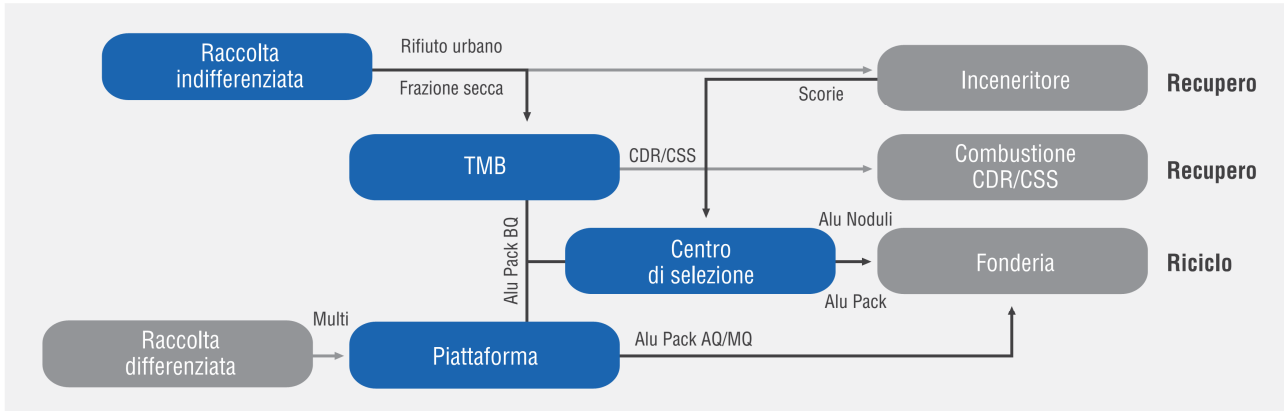 Raccolta
indifferenziata
Rifiuto urbano
Frazione secca
Scorie
Inceneritore
Recupero
TMB
CDR/CSS
Combustione
CDR/CSS
Recupero
Alu Pack BQ
Centro
di selezione
Alu Noduli
Alu Pack
Fonderia
Riciclo
Raccolta
differenziata
Multi
Piattaforma
Alu Pack AQ/MQ